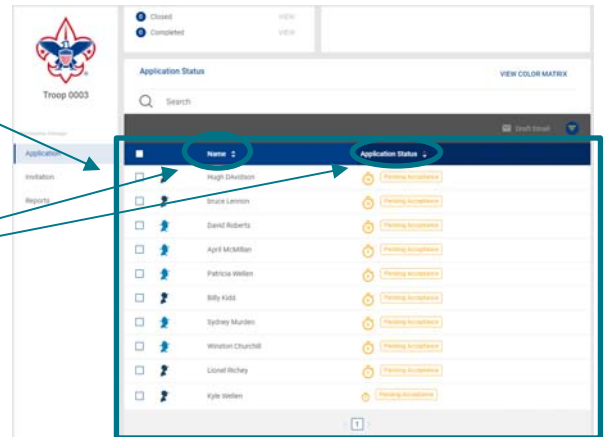 0 Closed VIEW
0 Completed VIEW
Troop 0003
Application Status VIEW COLOR MATRIX
Search
Draft Email
Application
Invitation
Reports
Name Application Status
Hugh DAvidson Pending Acceptance
Bruce Lennon Pending Acceptance
David Roberts Pending Acceptance
April McMillan Pending Acceptance
Patricia Wellen Pending Acceptance
Billy Kidd Pending Acceptance
Sydney Murden Pending Acceptance
Winston Churchill Pending Acceptance
Lionel Richey Pending Acceptance
Kyle Wellen Pending Acceptance
1